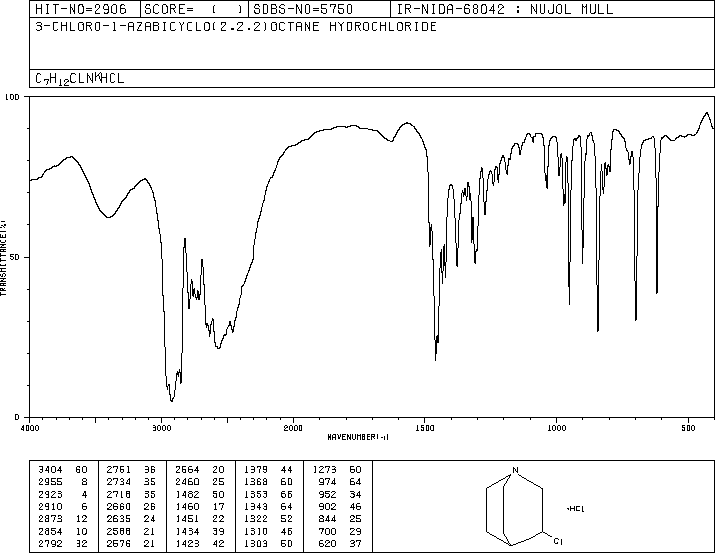 HIT-NO=2906 SCORE= ( ) SDBS-NO=5750 IR-NIDA-68042 : NUJOL MULL
3-CHLORO-1-AZABICYCLO(2.2.2)OCTANE HYDROCHLORIDE
C7H12CLN*HCL
100
50
0
TRANSMITTANCE(%)
4000 3000 2000 1500 1000 500
WAVENUMBER(-1)
3404 60 2761 36 2564 20 1379 44 1273 60
2955 8 2734 35 2460 25 1368 60 974 64
2923 4 2718 35 1482 50 1353 66 952 34
2910 6 2660 26 1460 17 1343 64 902 46
2873 12 2635 24 1451 22 1322 52 844 25
2854 10 2588 21 1434 39 1310 46 700 29
2792 32 2576 21 1423 42 1303 50 620 37
N
·HCl
Cl